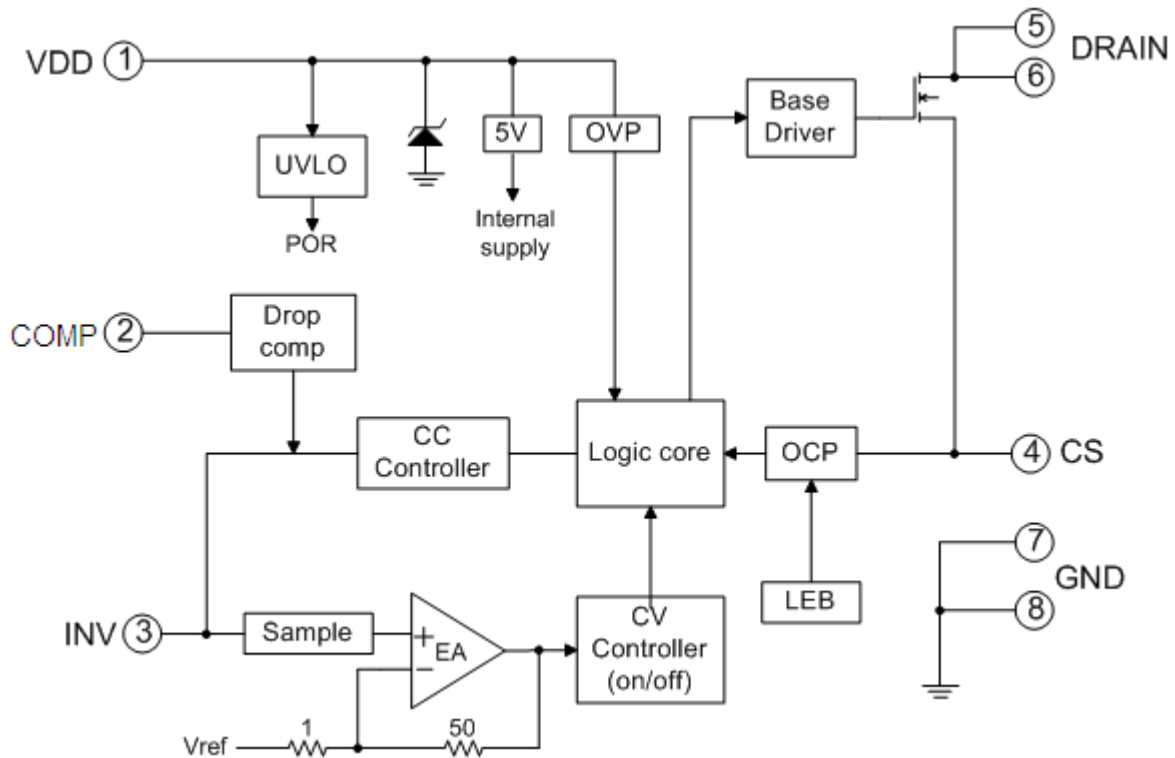 VDD 1
5
DRAIN
6
UVLO
5V
OVP
Base
Driver
POR
Internal
supply
COMP 2
Drop
comp
CC
Controller
Logic core
OCP
4 CS
7
GND
8
LEB
INV 3
Sample
+
EA
−
CV
Controller
(on/off)
Vref
1
50